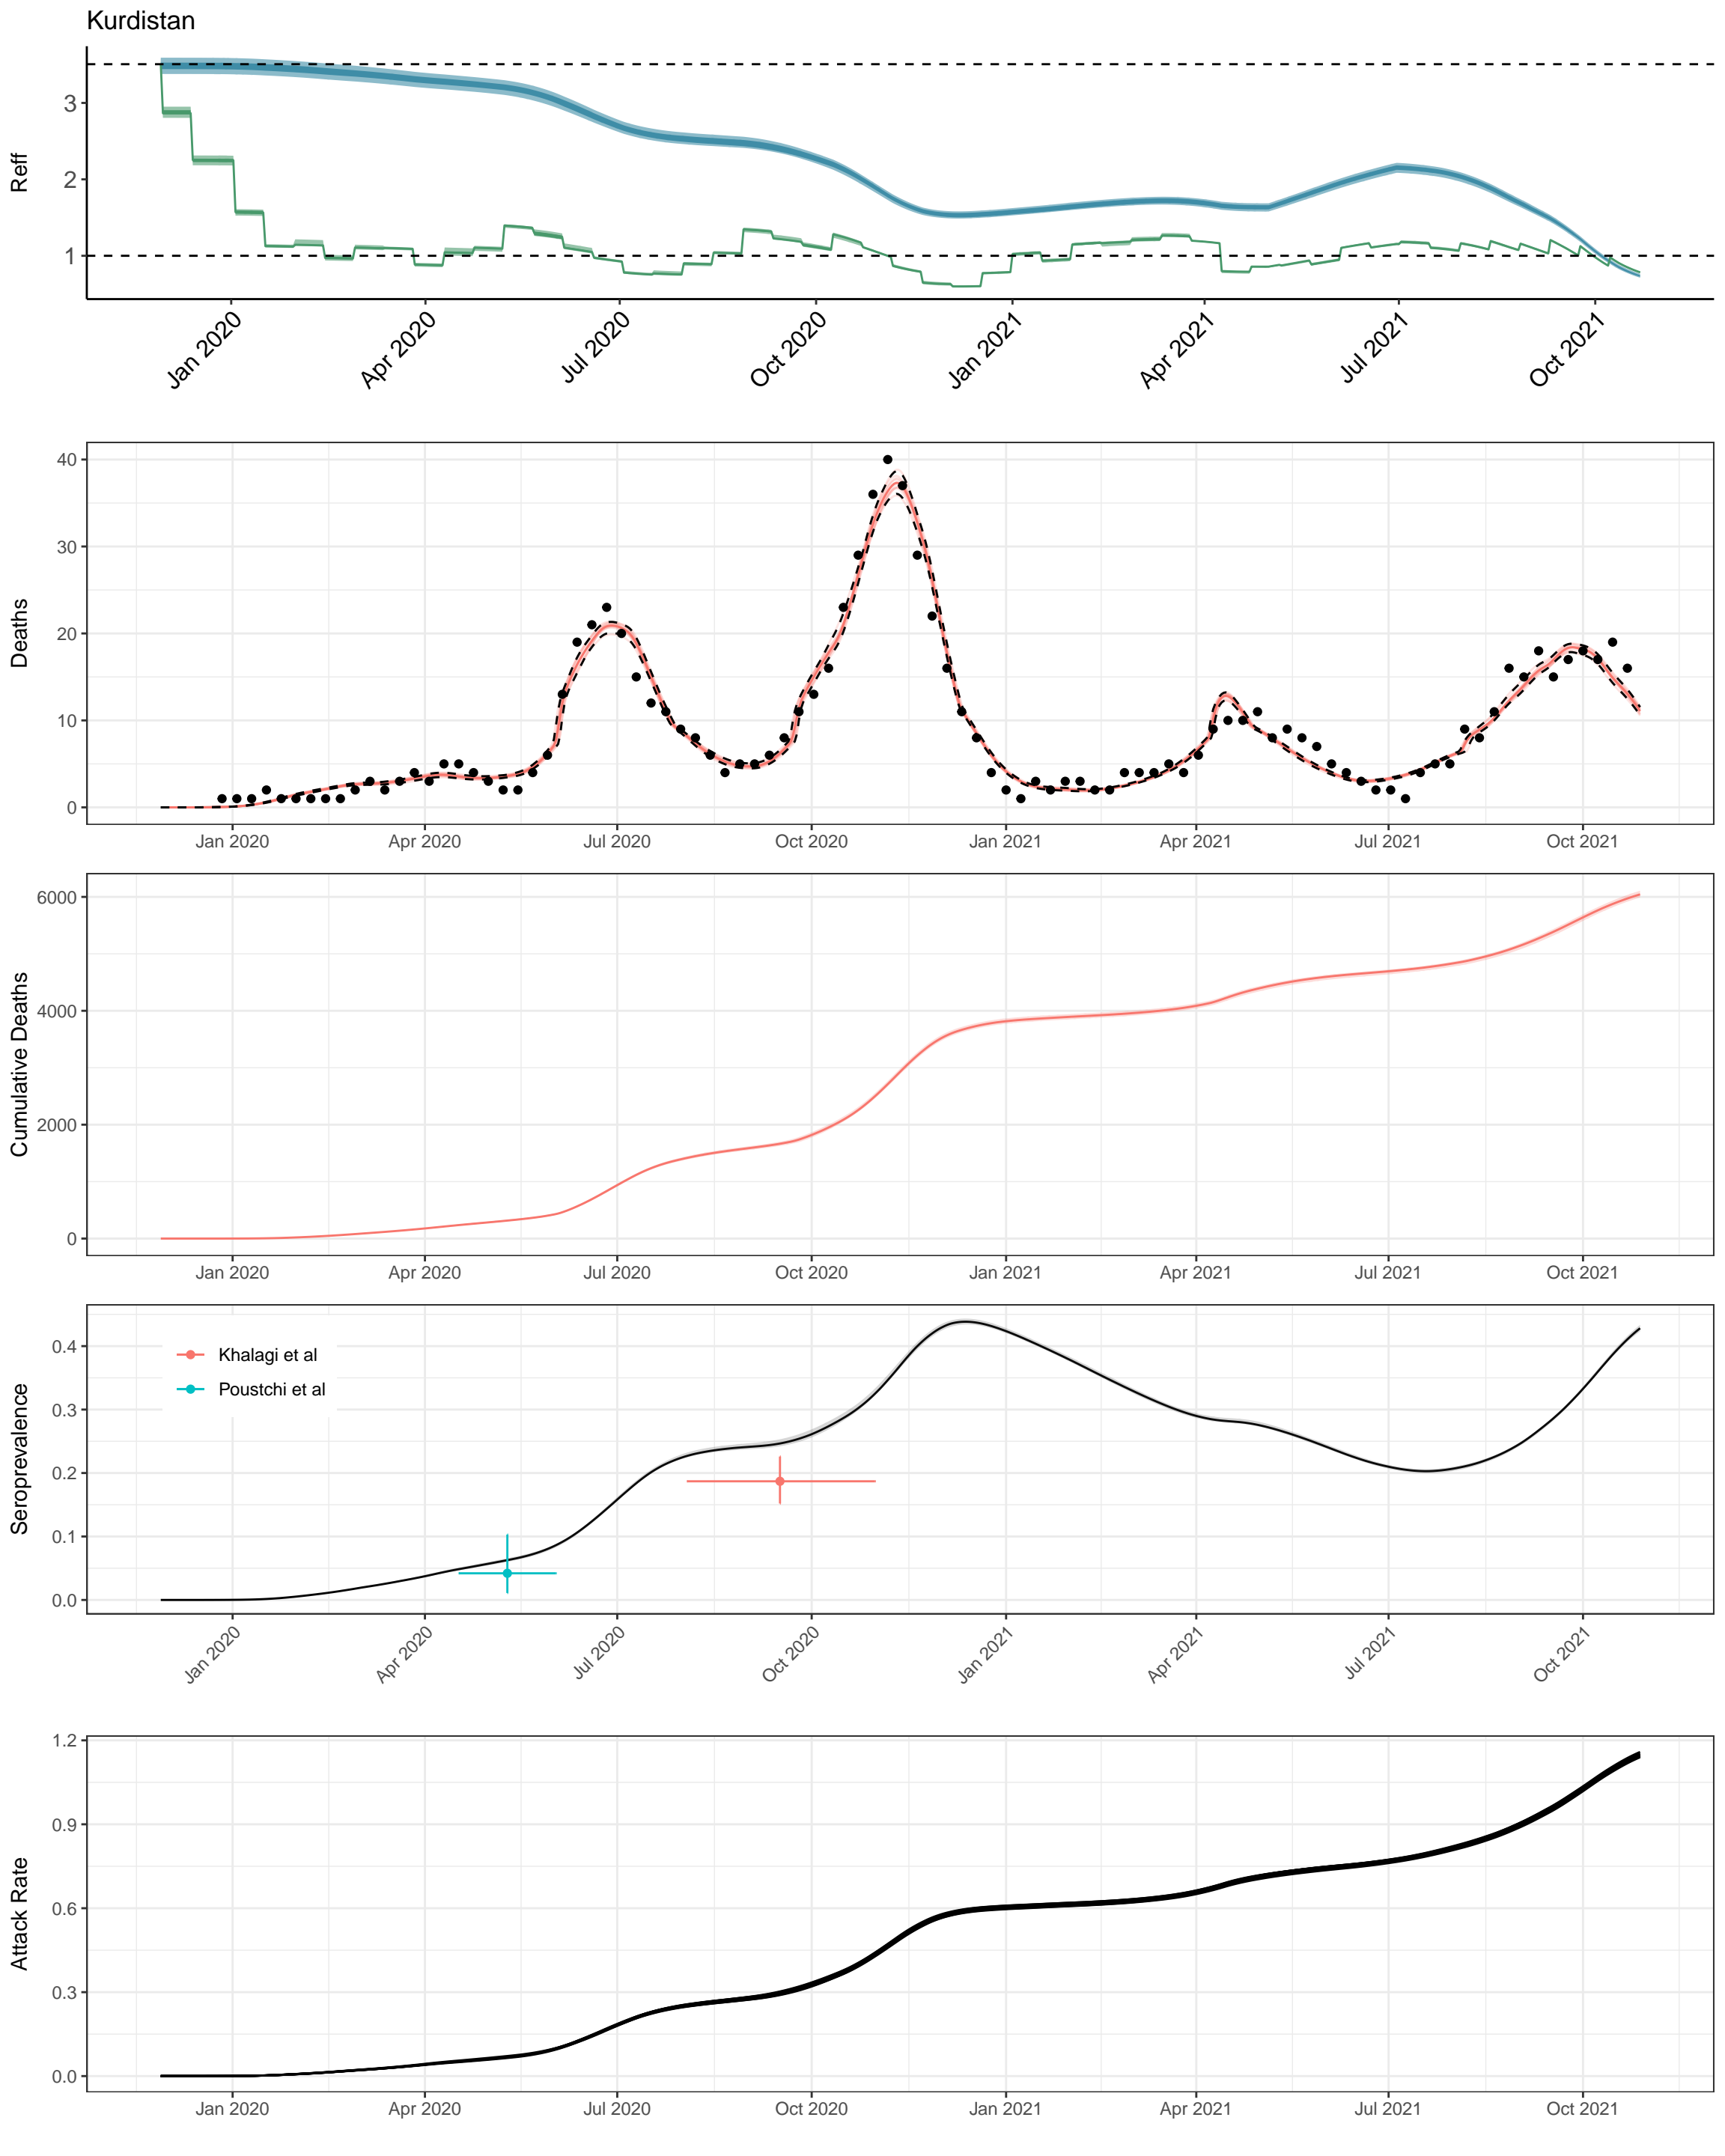 Kurdistan
Reff
3
2
1
Jan 2020
Apr 2020
Jul 2020
Oct 2020
Jan 2021
Apr 2021
Jul 2021
Oct 2021
Deaths
40
30
20
10
0
Jan 2020
Apr 2020
Jul 2020
Oct 2020
Jan 2021
Apr 2021
Jul 2021
Oct 2021
Cumulative Deaths
6000
4000
2000
0
Jan 2020
Apr 2020
Jul 2020
Oct 2020
Jan 2021
Apr 2021
Jul 2021
Oct 2021
Seroprevalence
0.4
0.3
0.2
0.1
0.0
Khalagi et al
Poustchi et al
Jan 2020
Apr 2020
Jul 2020
Oct 2020
Jan 2021
Apr 2021
Jul 2021
Oct 2021
Attack Rate
1.2
0.9
0.6
0.3
0.0
Jan 2020
Apr 2020
Jul 2020
Oct 2020
Jan 2021
Apr 2021
Jul 2021
Oct 2021